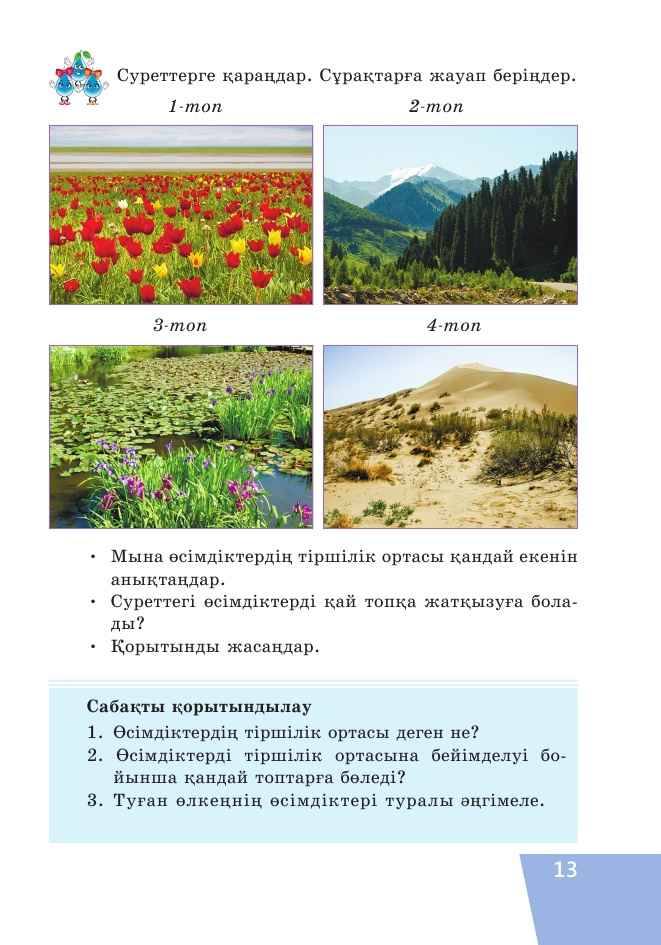 Суреттерге қараңдар. Сұрақтарға жауап беріңдер.
1-топ
2-топ
3-топ
4-топ
• Мына өсімдіктердің тіршілік ортасы қандай екенін
анықтаңдар.
• Суреттегі өсімдіктерді қай топқа жатқызуға бола-
ды?
• Қорытынды жасаңдар.
Сабақты қорытындылау
1. Өсімдіктердің тіршілік ортасы деген не?
2. Өсімдіктерді тіршілік ортасына бейімделуі бо-
йынша қандай топтарға бөледі?
3. Туған өлкеңнің өсімдіктері туралы әңгімеле.
13